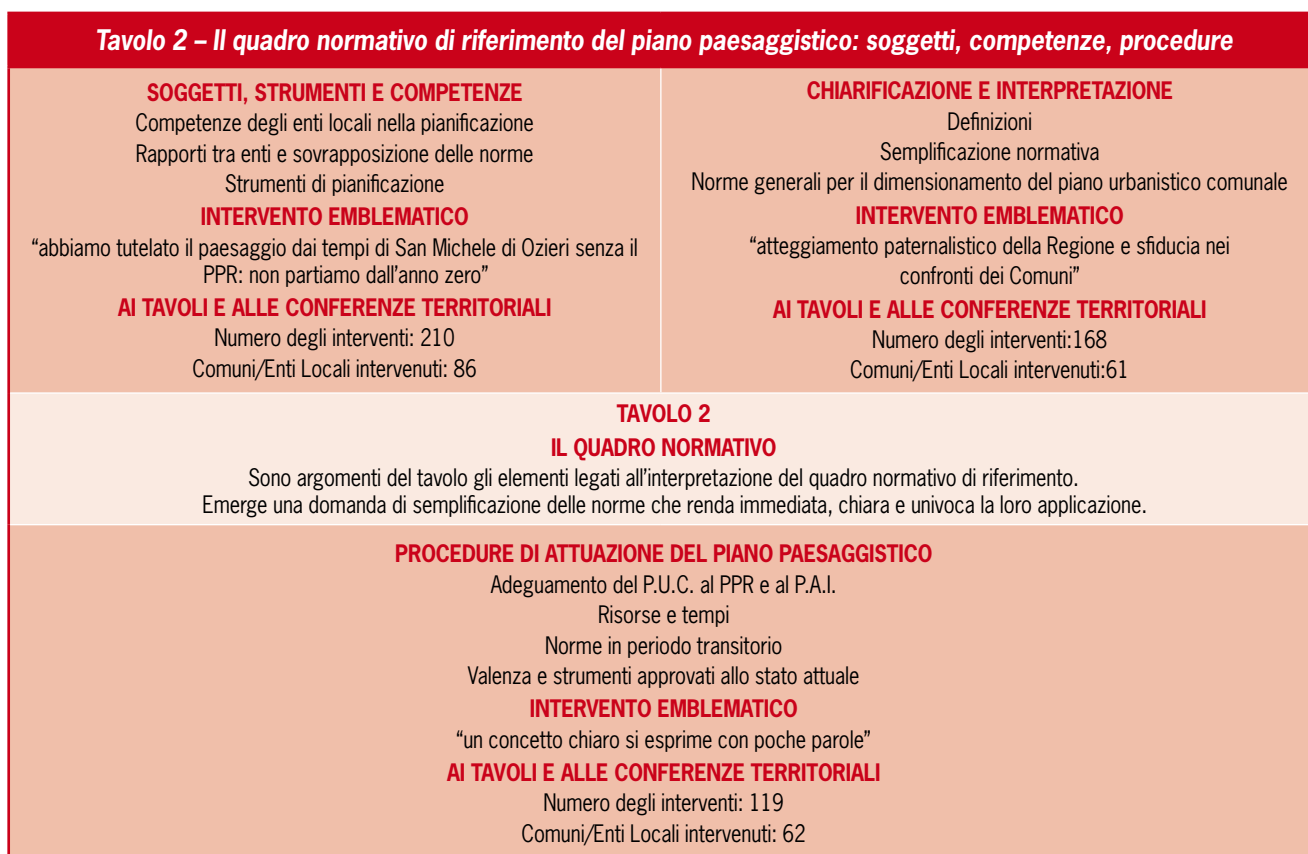 Tavolo 2 – Il quadro normativo di riferimento del piano paesaggistico: soggetti, competenze, procedure
SOGGETTI, STRUMENTI E COMPETENZE
Competenze degli enti locali nella pianificazione
Rapporti tra enti e sovrapposizione delle norme
Strumenti di pianificazione
INTERVENTO EMBLEMATICO
“abbiamo tutelato il paesaggio dai tempi di San Michele di Ozieri senza il
PPR: non partiamo dall’anno zero”
AI TAVOLI E ALLE CONFERENZE TERRITORIALI
Numero degli interventi: 210
Comuni/Enti Locali intervenuti: 86
CHIARIFICAZIONE E INTERPRETAZIONE
Definizioni
Semplificazione normativa
Norme generali per il dimensionamento del piano urbanistico comunale
INTERVENTO EMBLEMATICO
“atteggiamento paternalistico della Regione e sfiducia nei
confronti dei Comuni”
AI TAVOLI E ALLE CONFERENZE TERRITORIALI
Numero degli interventi:168
Comuni/Enti Locali intervenuti:61
TAVOLO 2
IL QUADRO NORMATIVO
Sono argomenti del tavolo gli elementi legati all’interpretazione del quadro normativo di riferimento.
Emerge una domanda di semplificazione delle norme che renda immediata, chiara e univoca la loro applicazione.
PROCEDURE DI ATTUAZIONE DEL PIANO PAESAGGISTICO
Adeguamento del P.U.C. al PPR e al P.A.I.
Risorse e tempi
Norme in periodo transitorio
Valenza e strumenti approvati allo stato attuale
INTERVENTO EMBLEMATICO
“un concetto chiaro si esprime con poche parole”
AI TAVOLI E ALLE CONFERENZE TERRITORIALI
Numero degli interventi: 119
Comuni/Enti Locali intervenuti: 62